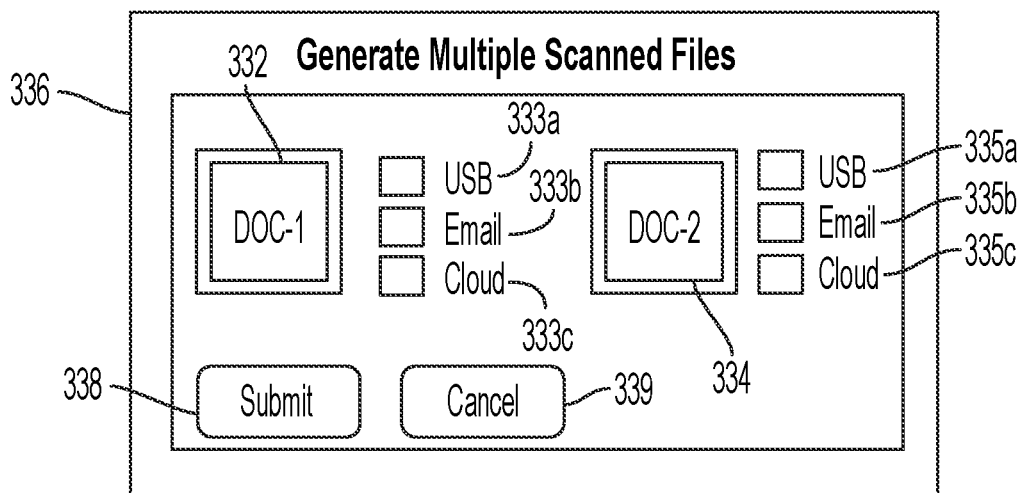 Generate Multiple Scanned Files
332
336
333a
USB
335a
USB
333b
335b
DOC-1
Email
DOC-2
Email
335c
Cloud
Cloud
333c
334
338
Submit
Cancel
339